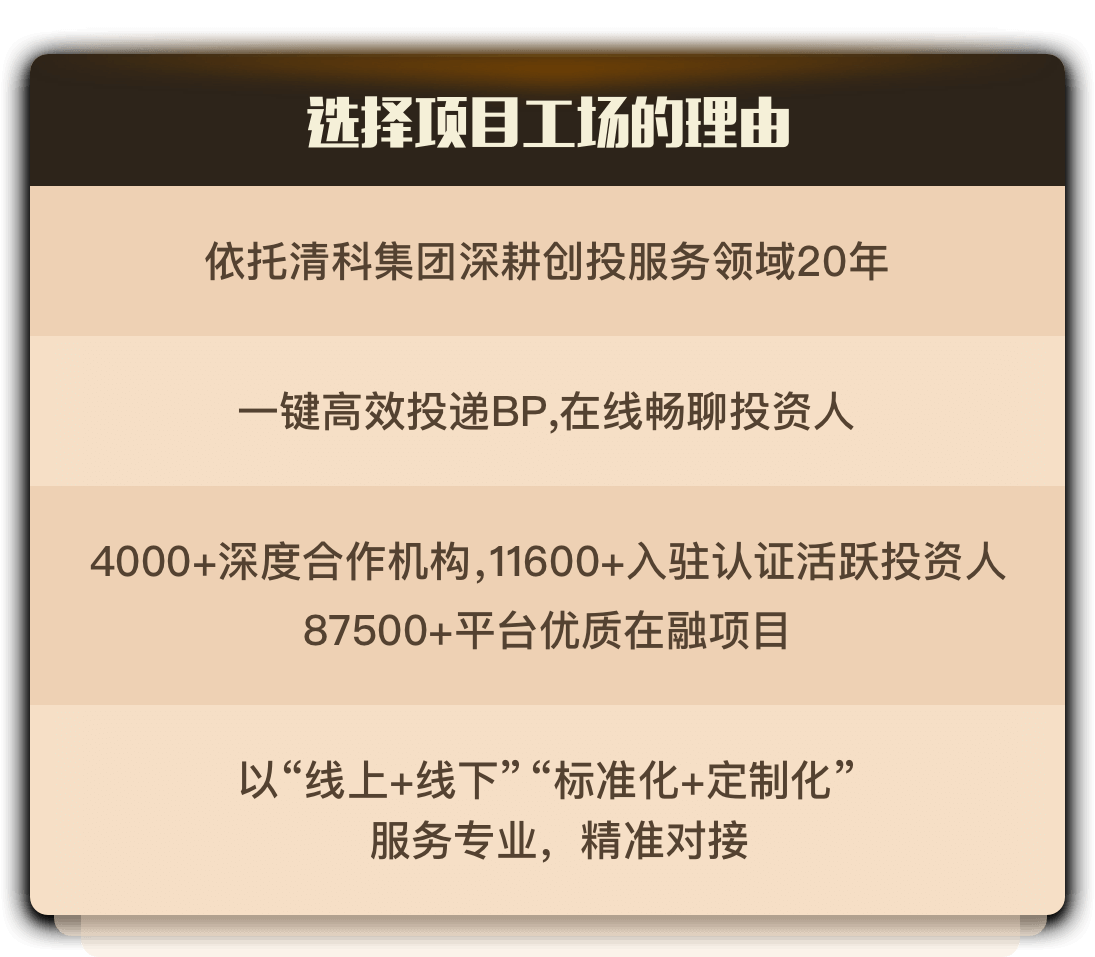 选择项目工场的理由
依托清科集团深耕创投服务领域20年
一键高效投递BP,在线畅聊投资人
4000+深度合作机构,11600+入驻认证活跃投资人
87500+平台优质在融项目
以“线上+线下”“标准化+定制化”
服务专业，精准对接